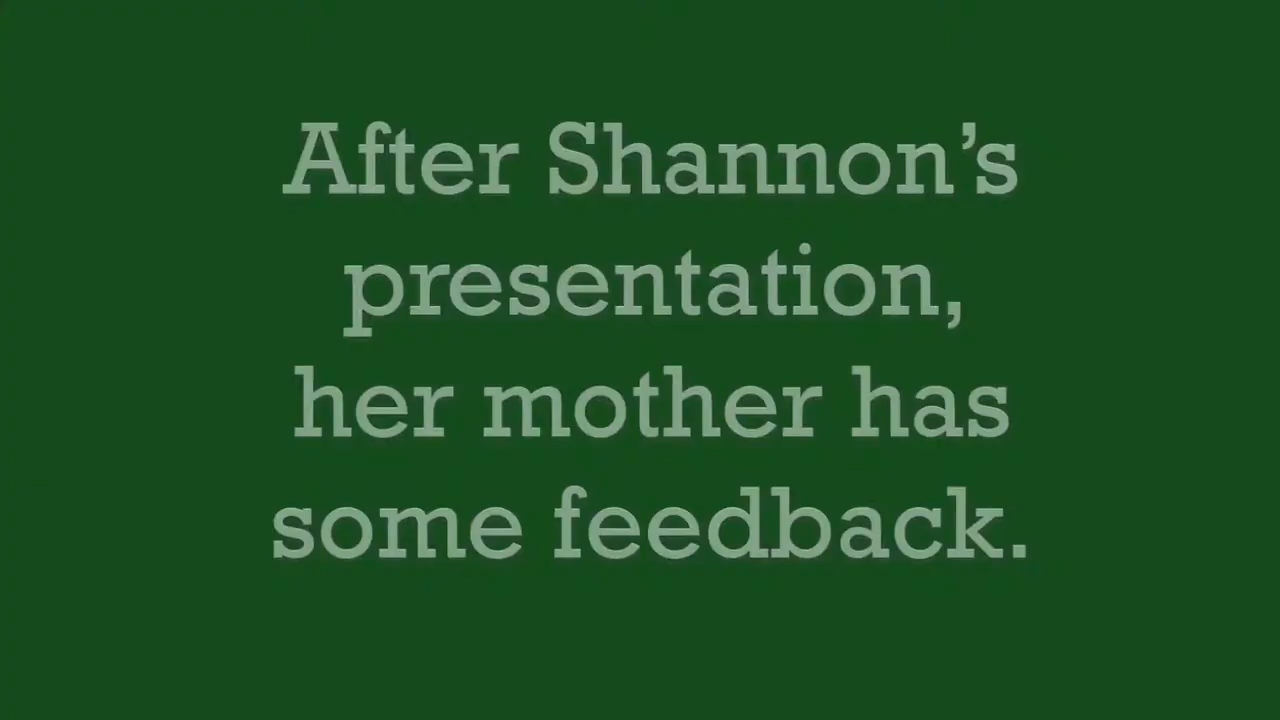 After Shannon’s
presentation,
her mother has
some feedback.